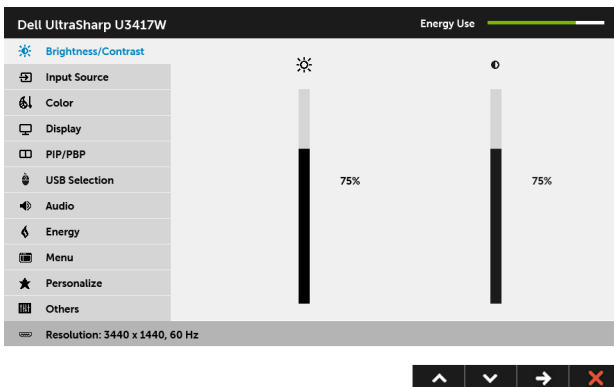 Dell UltraSharp U3417W
Energy Use
Brightness/Contrast
Input Source
Color
Display
PIP/PBP
USB Selection
Audio
Energy
Menu
Personalize
Others
75%
75%
Resolution: 3440 x 1440, 60 Hz